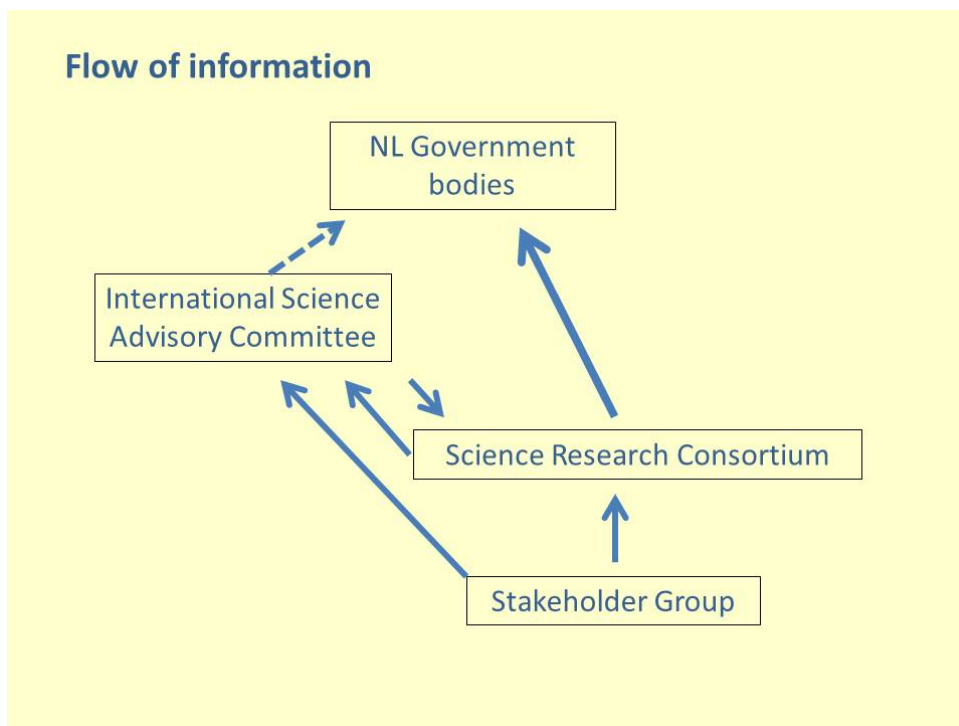 Flow of information
NL Government
bodies
International Science
Advisory Committee
Science Research Consortium
Stakeholder Group